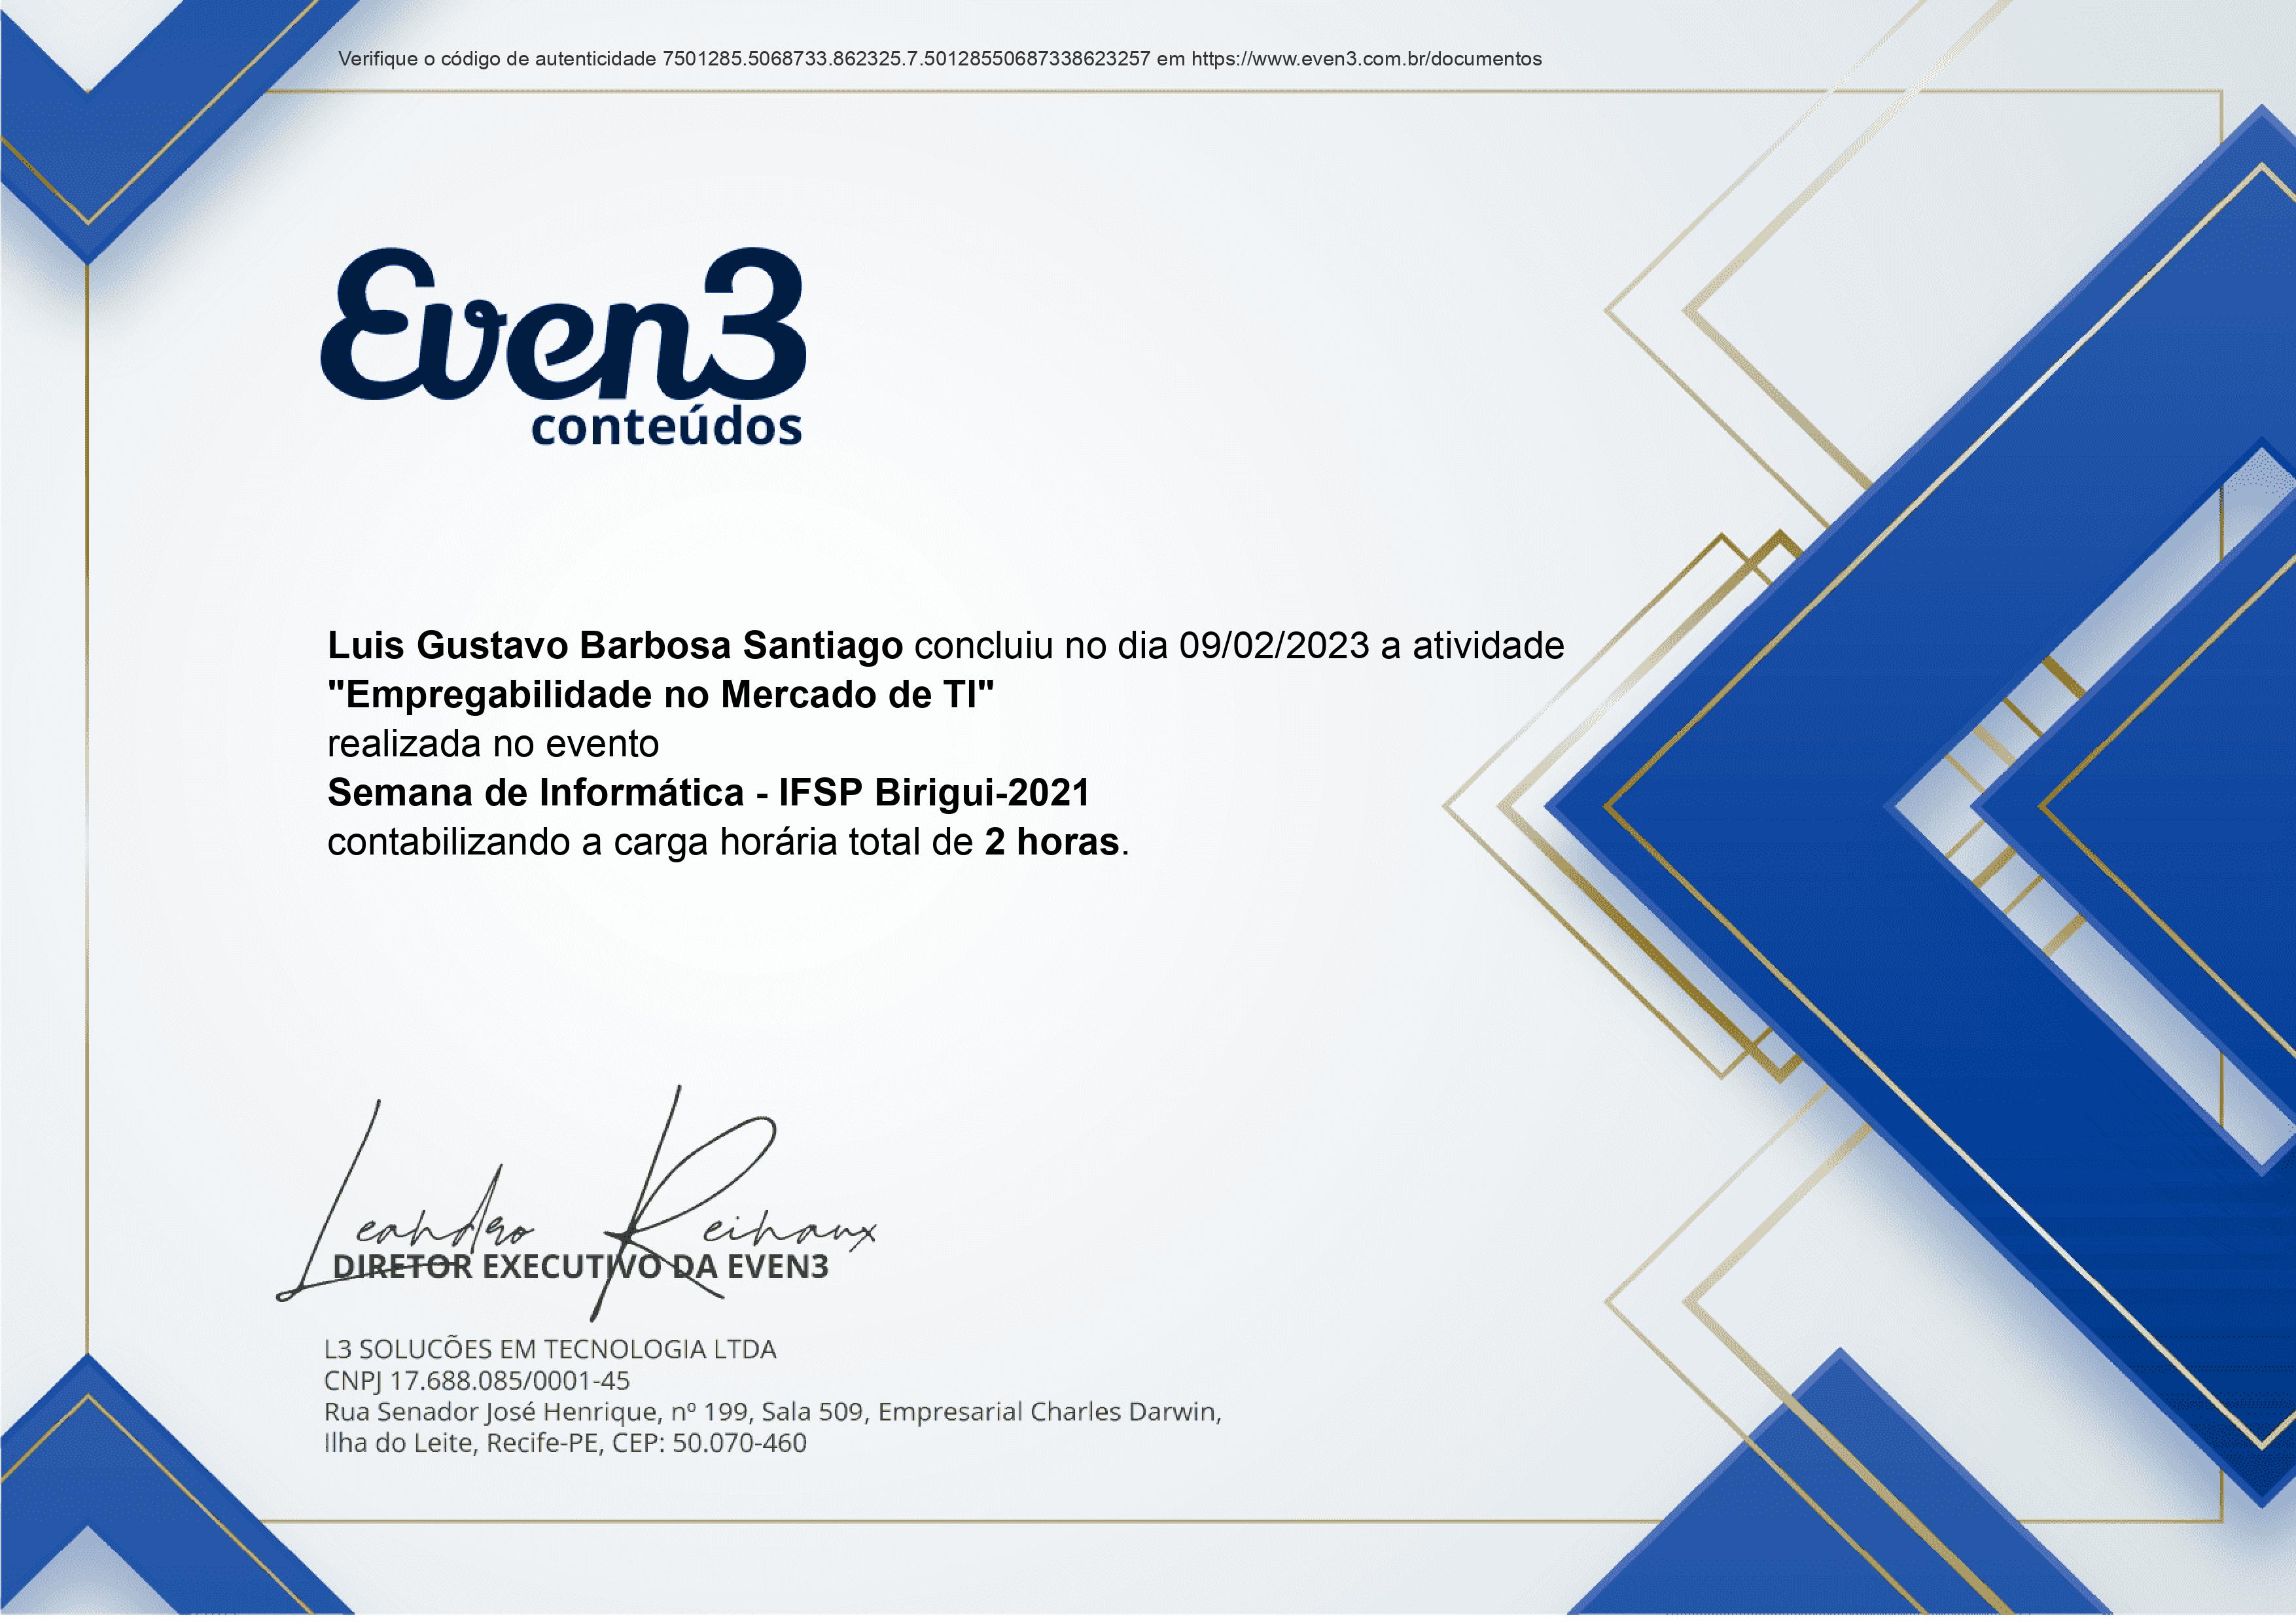 Verifique o código de autenticidade 7501285.5068733.862325.7.50128550687338623257 em https://www.even3.com.br/documentos
Even3
conteúdos
Luis Gustavo Barbosa Santiago concluiu no dia 09/02/2023 a atividade
"Empregabilidade no Mercado de TI"
realizada no evento
Semana de Informática - IFSP Birigui-2021
contabilizando a carga horária total de 2 horas.
Leandro Reihaux
DIRETOR EXECUTIVO DA EVEN3
L3 SOLUCÕES EM TECNOLOGIA LTDA
CNPJ 17.688.085/0001-45
Rua Senador José Henrique, nº 199, Sala 509, Empresarial Charles Darwin,
Ilha do Leite, Recife-PE, CEP: 50.070-460